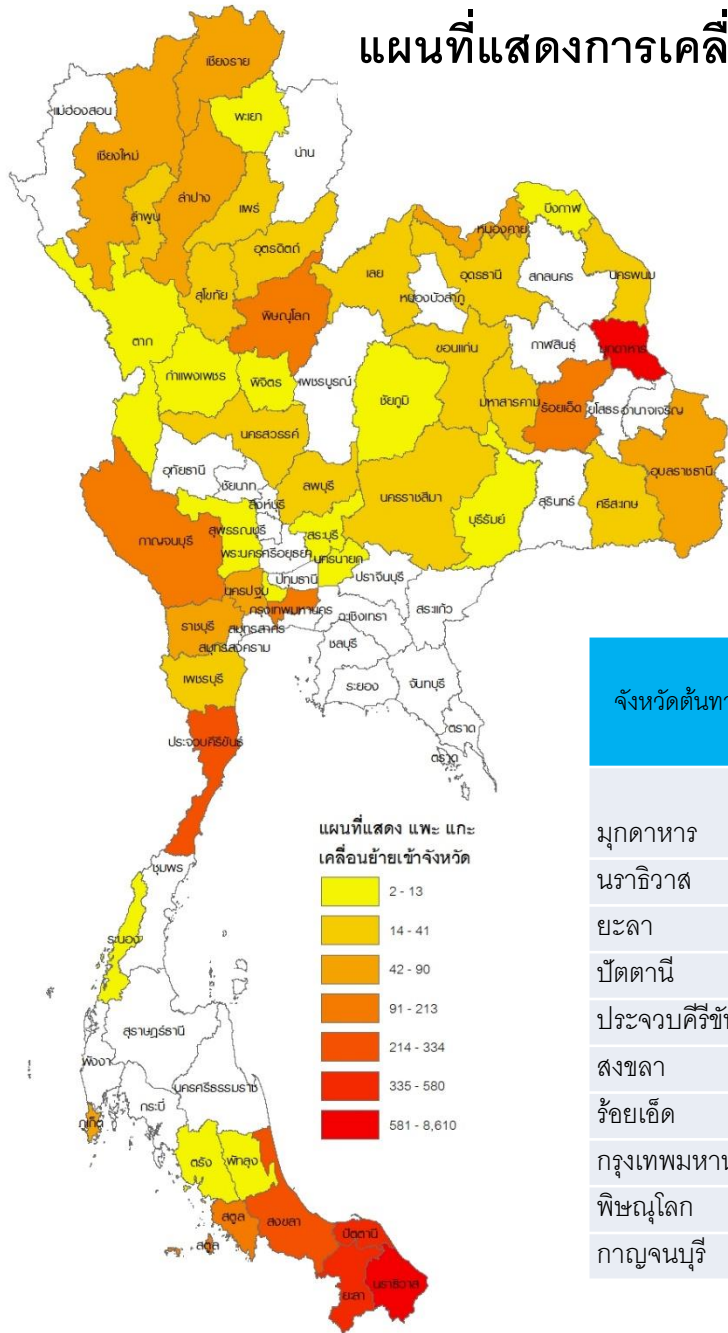 แผนที่แสดงการเคลื่
เชียงราย
แม่ฮ่องสอน
พะเยา
น่าน
เชียงใหม่
ลำปาง
แพร่
ลำพูน
อุตรดิตถ์
สุโขทัย
พิษณุโลก
ตาก
กำแพงเพชร
พิจิตร
เพชรบูรณ์
เลย
หนองคาย
บึงกาฬ
อุดรธานี
สกลนคร
นครพนม
หนองบัวลำภู
ขอนแก่น
กาฬสินธุ์
มุกดาหาร
ชัยภูมิ
มหาสารคาม
ร้อยเอ็ด
ยโสธร
อำนาจเจริญ
อุบลราชธานี
นครสวรรค์
อุทัยธานี
ชัยนาท
ลพบุรี
นครราชสีมา
บุรีรัมย์
สุรินทร์
ศรีสะเกษ
สิงห์บุรี
กาญจนบุรี
สุพรรณบุรี
สระบุรี
พระนครศรีอยุธยา
นครนายก
ปทุมธานี
ปราจีนบุรี
นครปฐม
กรุงเทพมหานคร
ฉะเชิงเทรา
สระแก้ว
ราชบุรี
สมุทรสาคร
สมุทรสงคราม
ชลบุรี
เพชรบุรี
ระยอง
จันทบุรี
ตราด
ตราด
ประจวบคีรีขันธ์
ชุมพร
ระนอง
สุราษฎร์ธานี
พังงา
กระบี่
นครศรีธรรมราช
ภูเก็ต
ตรัง
พัทลุง
สตูล
สตูล
สงขลา
ปัตตานี
ยะลา
นราธิวาส
แผนที่แสดง แพะ แกะ
เคลื่อนย้ายเข้าจังหวัด
2 - 13
14 - 41
42 - 90
91 - 213
214 - 334
335 - 580
581 - 8,610
จังหวัดต้นทา
มุกดาหาร
นราธิวาส
ยะลา
ปัตตานี
ประจวบคีรีขั
สงขลา
ร้อยเอ็ด
กรุงเทพมหาน
พิษณุโลก
กาญจนบุรี